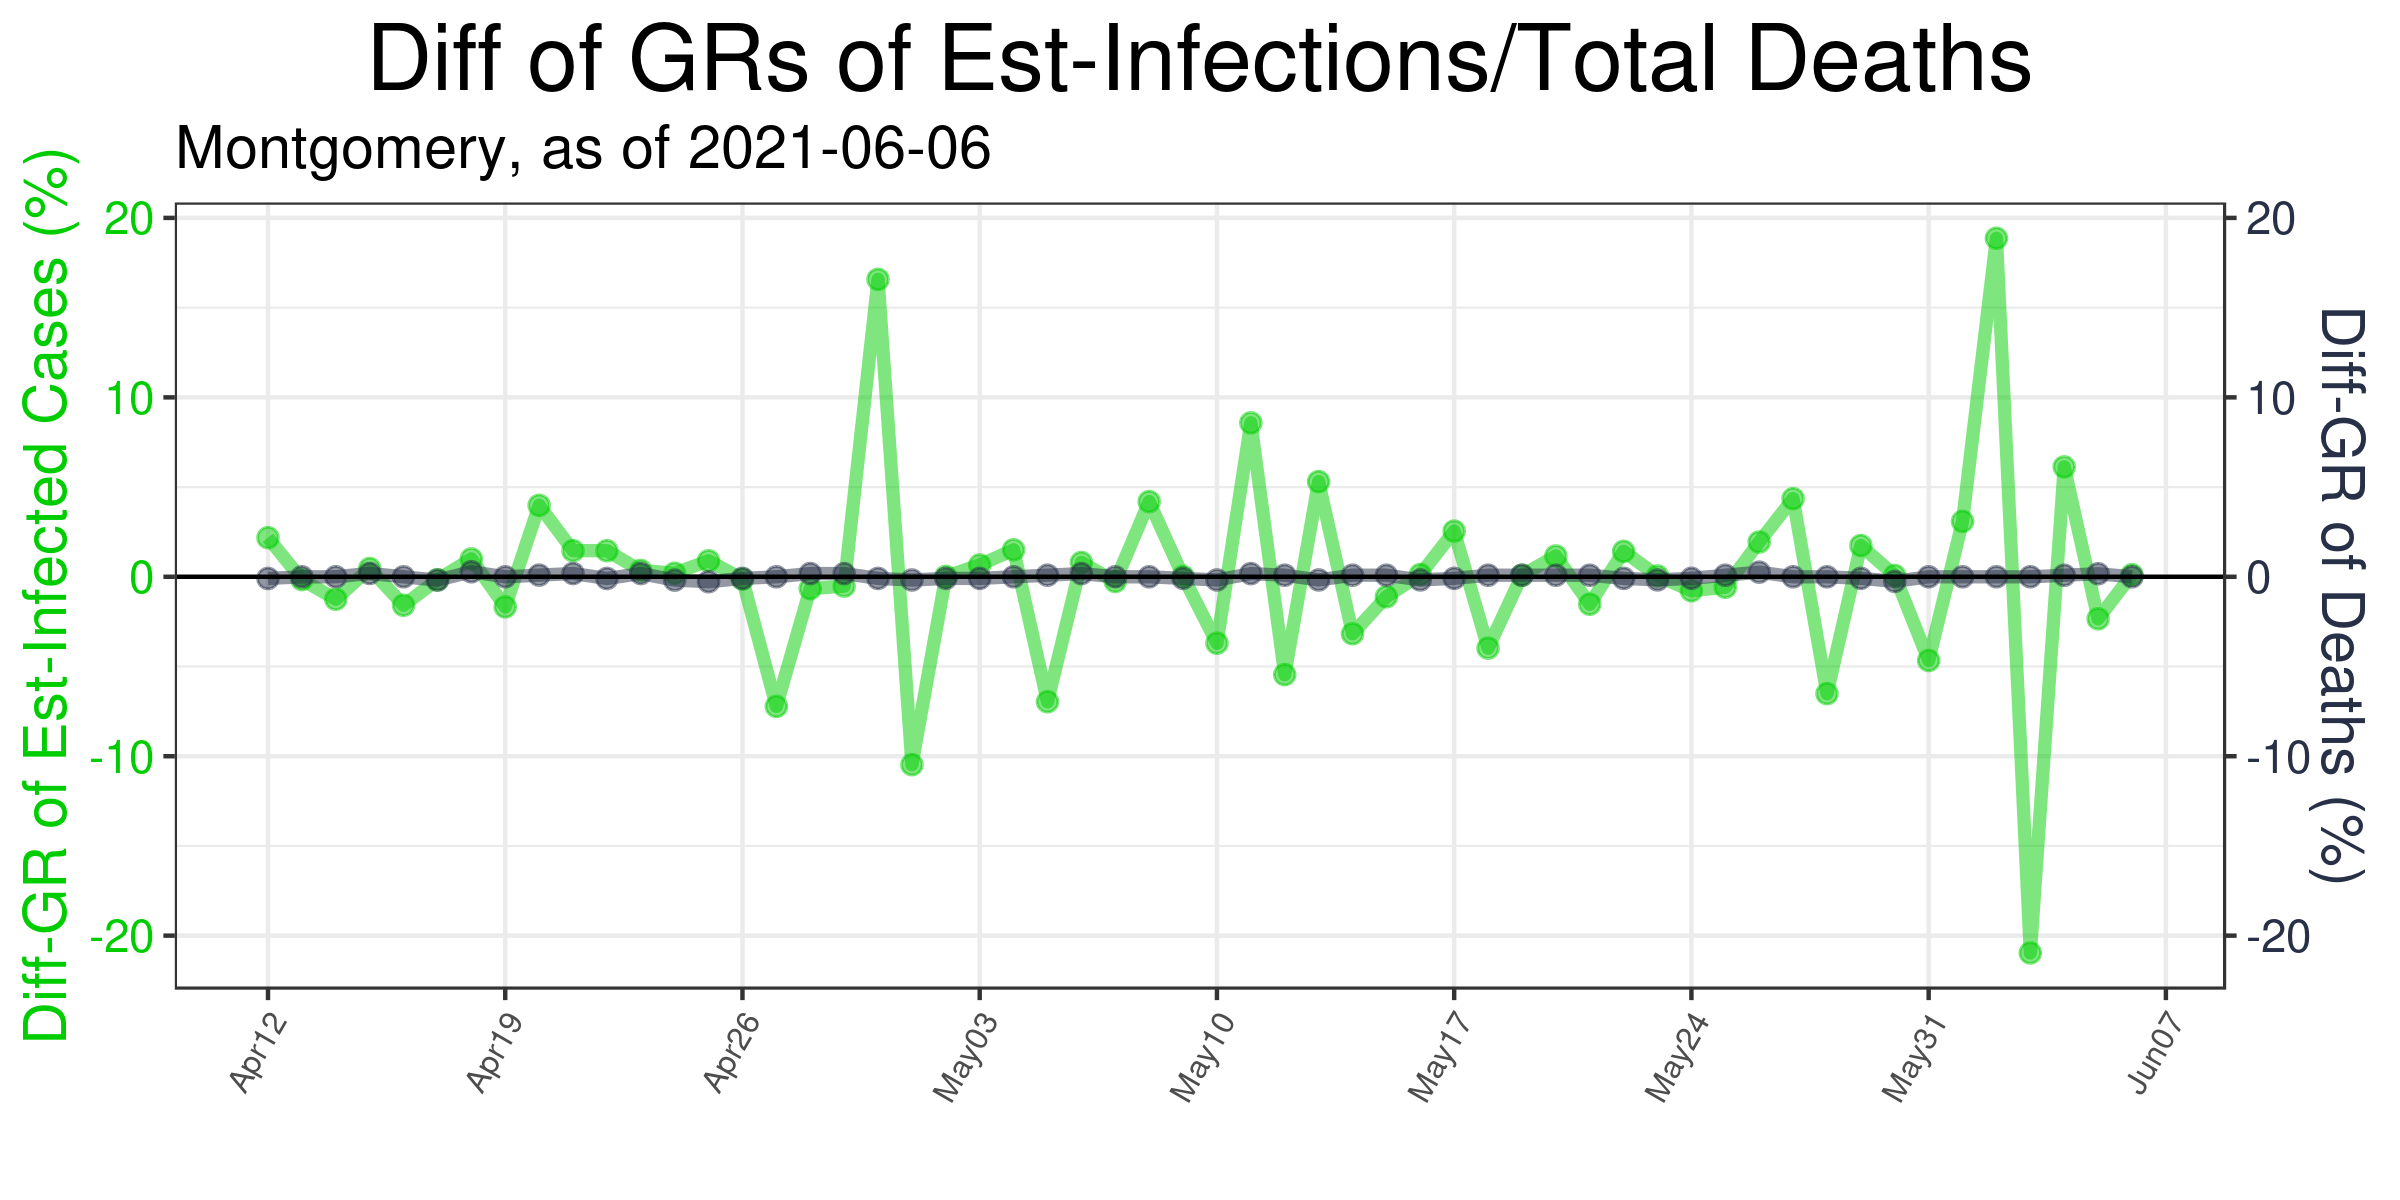 Diff of GRs of Est-Infections/Total Deaths
Montgomery, as of 2021-06-06
Diff-GR of Est-Infected Cases (%)
20
10
0
-10
-20
20
10
0
-10
-20
Diff-GR of Deaths (%)
Apr12
Apr19
Apr26
May03
May10
May17
May24
May31
Jun07